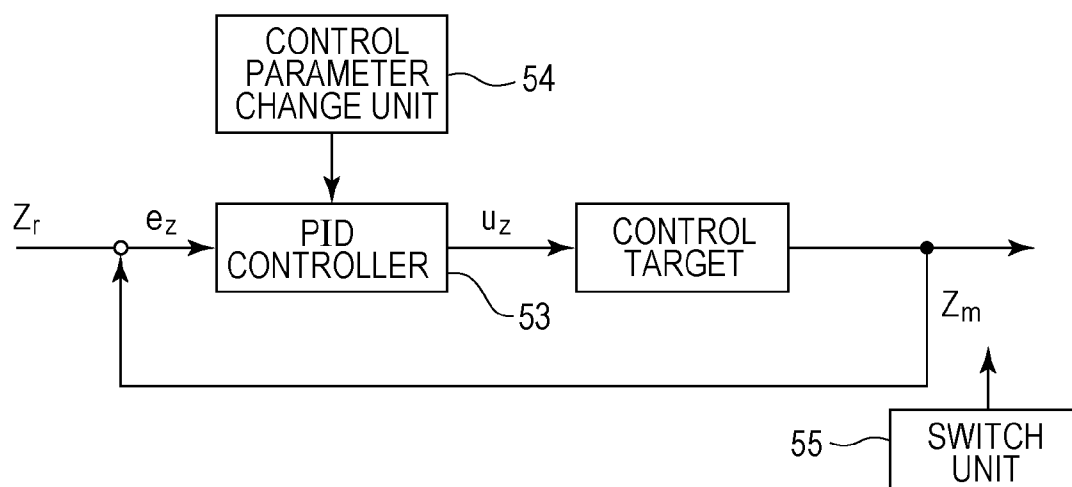 CONTROL
PARAMETER
CHANGE UNIT
54
Zr
ez
PID
CONTROLLER
53
uz
CONTROL
TARGET
Zm
55
SWITCH
UNIT